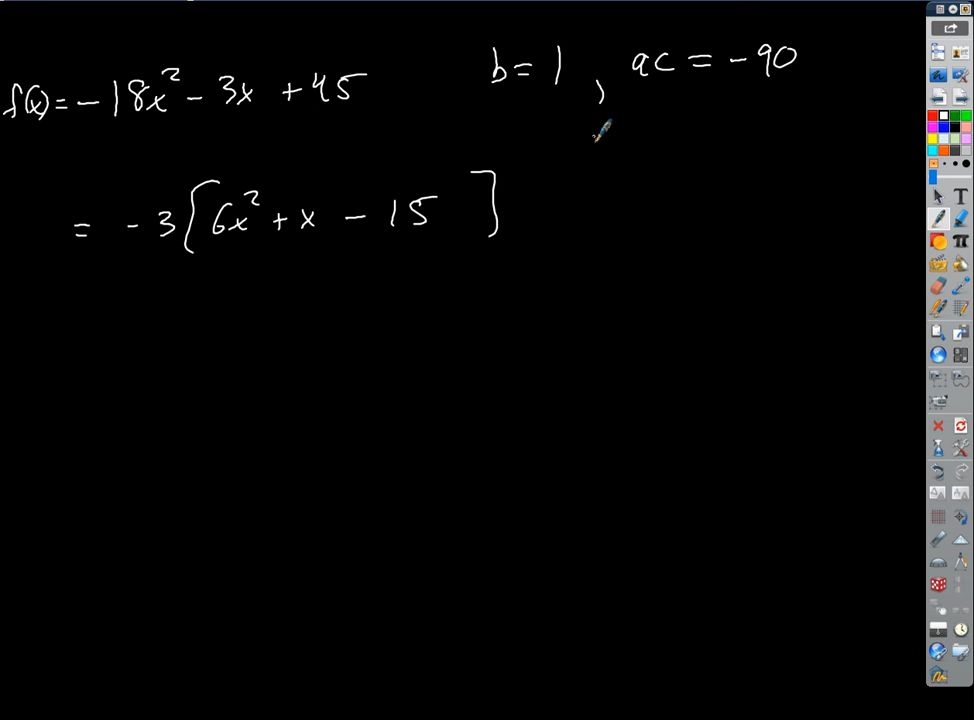 f(x) = -18x² - 3x + 45
b = 1 , ac = -90
= -3[6x² + x - 15]